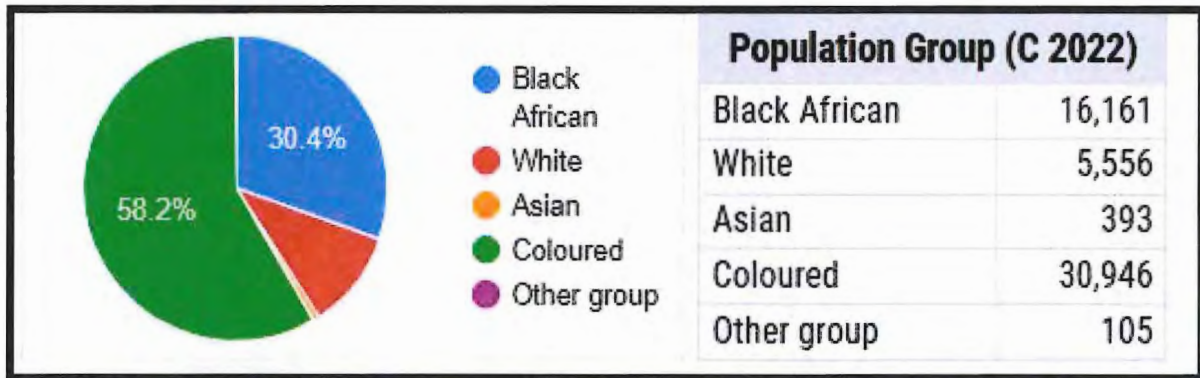 30.4%
58.2%
Black
African
White
Asian
Coloured
Other group
Population Group (C 2022)
Black African 16,161
White 5,556
Asian 393
Coloured 30,946
Other group 105